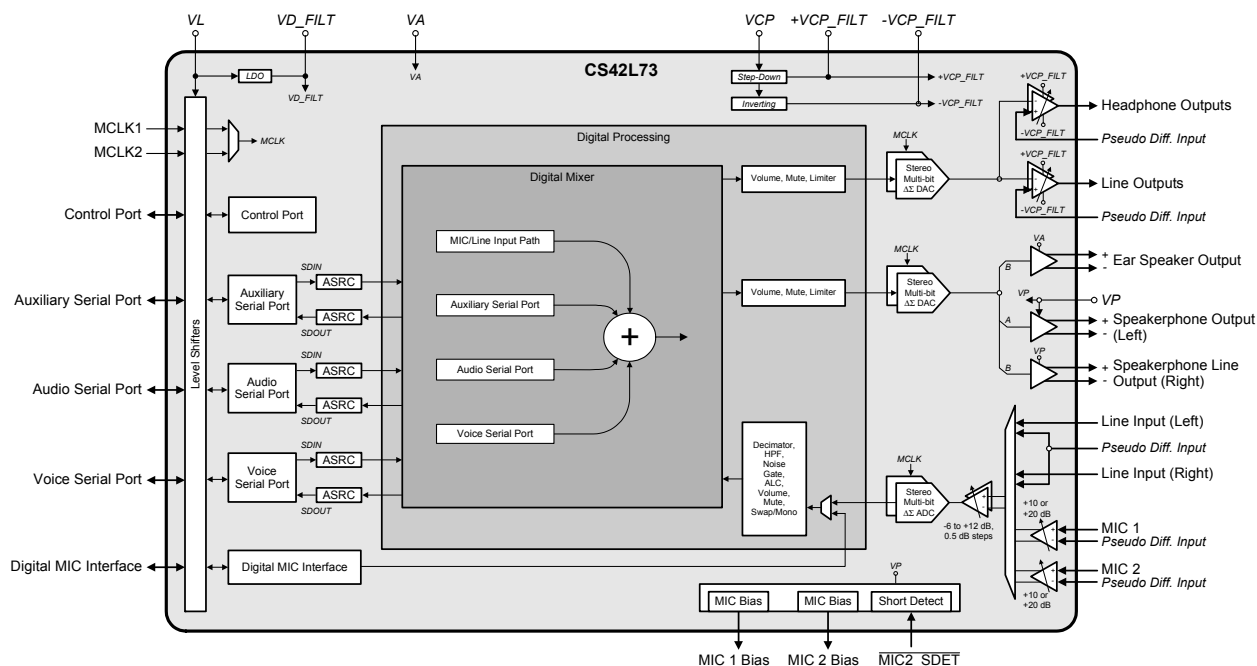 VL
VD_FILT
VA
VCP
+VCP_FILT
-VCP_FILT
CS42L73
LDO
VD_FILT
VA
Step-Down
+VCP_FILT
Inverting
-VCP_FILT
MCLK1
MCLK2
MCLK
Control Port
Control Port
Auxiliary Serial Port
Auxiliary
Serial Port
SDIN
ASRC
ASRC
SDOUT
Audio Serial Port
Audio
Serial Port
SDIN
ASRC
ASRC
SDOUT
Voice Serial Port
Voice
Serial Port
SDIN
ASRC
ASRC
SDOUT
Digital MIC Interface
Digital MIC Interface
Level Shifters
Digital Processing
Digital Mixer
MIC/Line Input Path
Auxiliary Serial Port
Audio Serial Port
Voice Serial Port
+
Volume, Mute, Limiter
MCLK
Stereo
Multi-bit
ΔΣ DAC
+VCP_FILT
-
+
-VCP_FILT
Headphone Outputs
Pseudo Diff. Input
+VCP_FILT
-
+
-VCP_FILT
Line Outputs
Pseudo Diff. Input
Volume, Mute, Limiter
MCLK
Stereo
Multi-bit
ΔΣ DAC
VA
B
+ Ear Speaker Output
-
VP
VP
A
+ Speakerphone Output
- (Left)
VP
B
+ Speakerphone Line
- Output (Right)
Decimator,
HPF,
Noise
Gate,
ALC,
Volume,
Mute,
Swap/Mono
MCLK
Stereo
Multi-bit
ΔΣ ADC
+
-
-6 to +12 dB,
0.5 dB steps
Line Input (Left)
Pseudo Diff. Input
Line Input (Right)
+10 or
+20 dB
+
-
MIC 1
Pseudo Diff. Input
+
-
MIC 2
Pseudo Diff. Input
+10 or
+20 dB
VP
MIC Bias
MIC Bias
Short Detect
MIC 1 Bias
MIC 2 Bias
MIC2_SDET